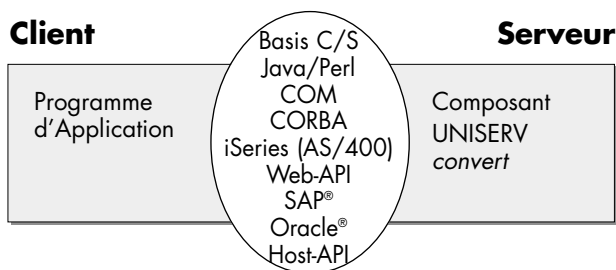 Client
Serveur
Programme
d'Application
Basis C/S
Java/Perl
COM
CORBA
iSeries (AS/400)
Web-API
SAP®
Oracle®
Host-API
Composant
UNISERV
convert